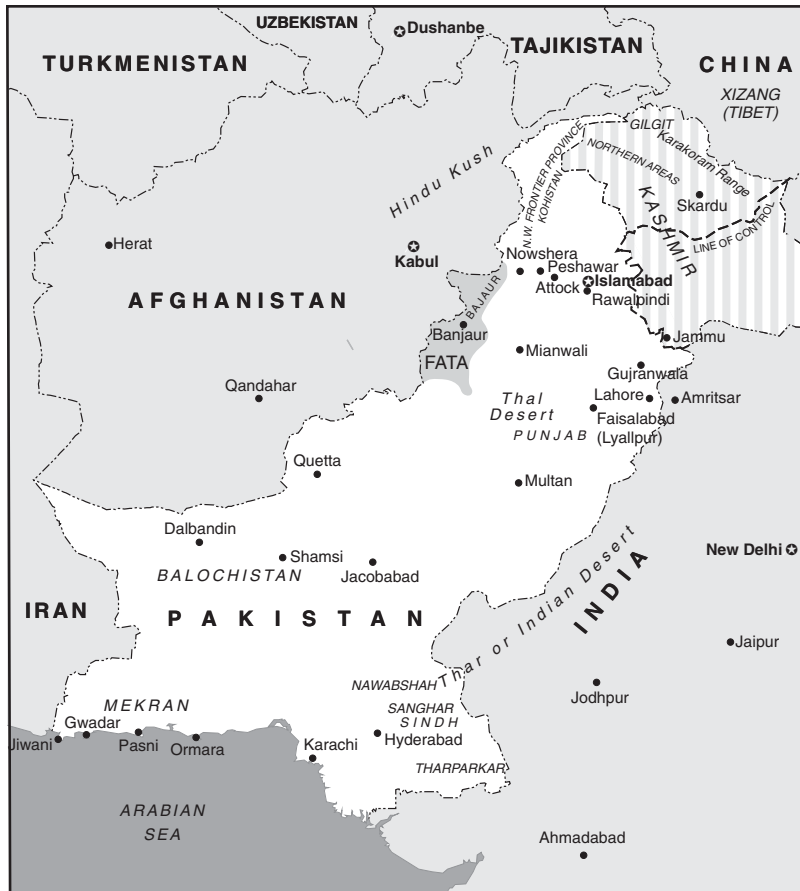 UZBEKISTAN
Dushanbe
TURKMENISTAN
TAJIKISTAN
CHINA
XIZANG
(TIBET)
GILGIT
Karakoram Range
NORTHERN AREAS
N.W. FRONTIER PROVINCE
KOHISTAN
Hindu Kush
Skardu
KASHMIR
LINE OF CONTROL
Herat
Kabul
Nowshera
Peshawar
Islamabad
Attock
Rawalpindi
AFGHANISTAN
BAJAUR
Banjaur
FATA
Mianwali
Jammu
Gujranwala
Qandahar
Thal
Desert
Lahore
Amritsar
Faisalabad
(Lyallpur)
PUNJAB
Quetta
Multan
Dalbandin
Shamsi
Jacobabad
BALOCHISTAN
New Delhi
Thar or Indian Desert
INDIA
IRAN
PAKISTAN
Jaipur
NAWABSHAH
Jodhpur
MEKRAN
SANGHAR
SINDH
Gwadar
Jiwani
Pasni
Ormara
Karachi
Hyderabad
THARPARKAR
ARABIAN
SEA
Ahmadabad